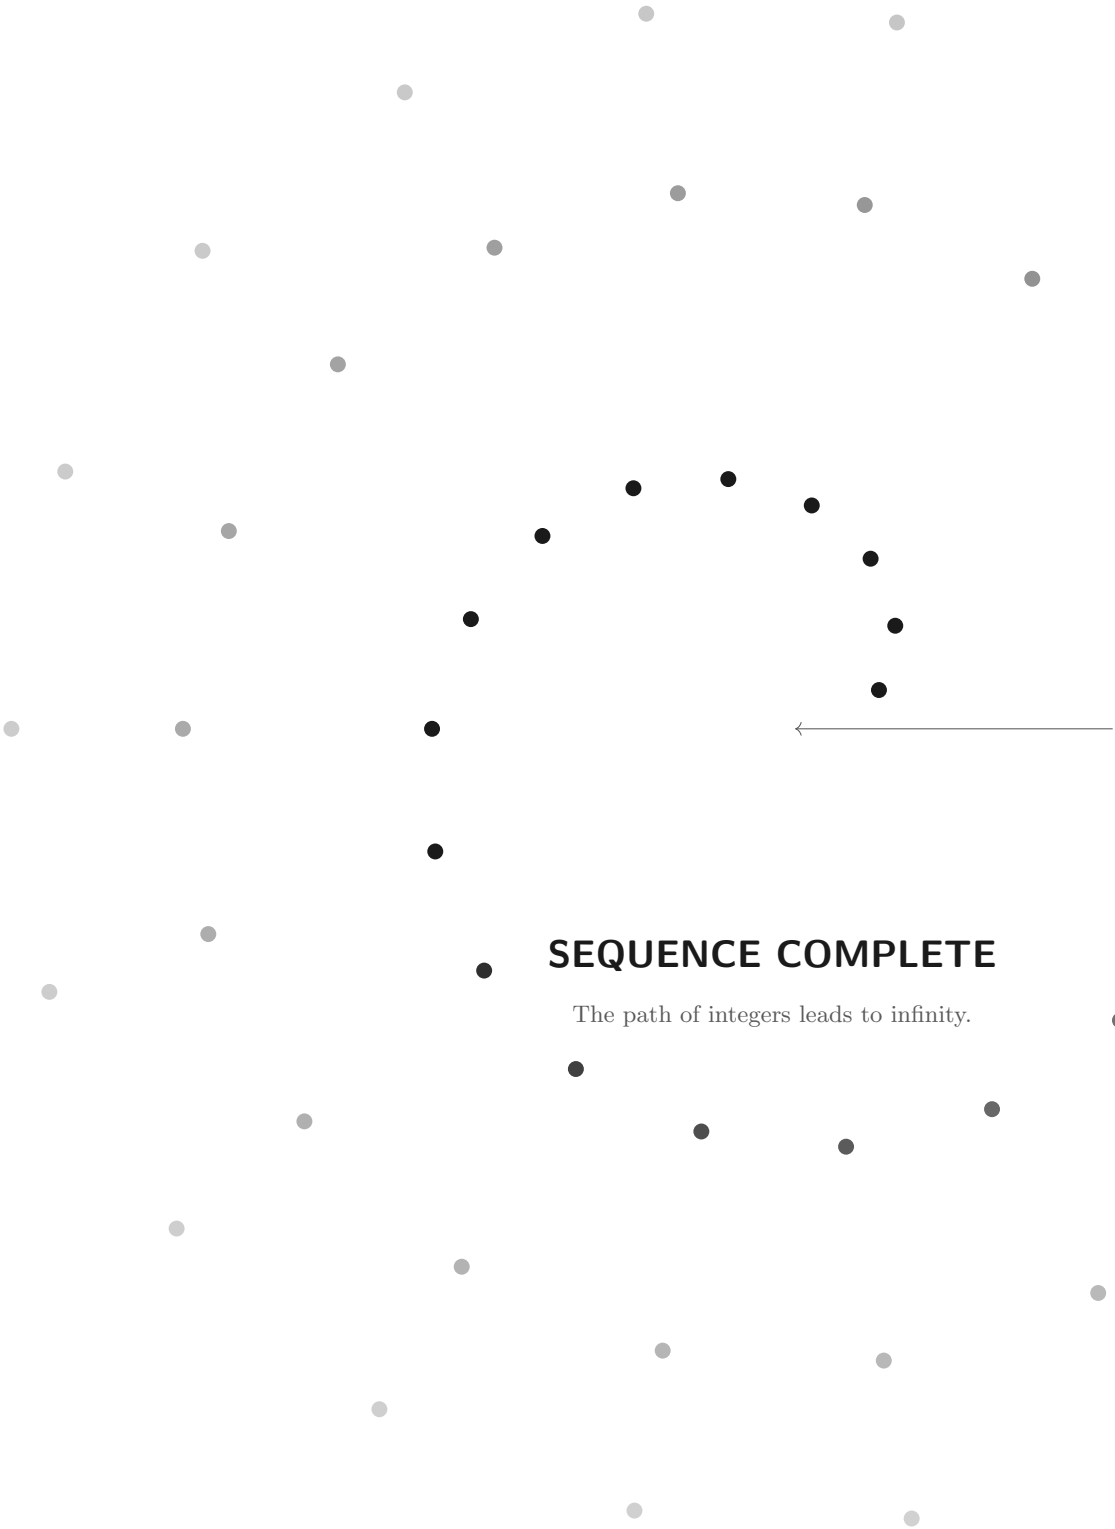 SEQUENCE COMPLETE
The path of integers leads to infinity.